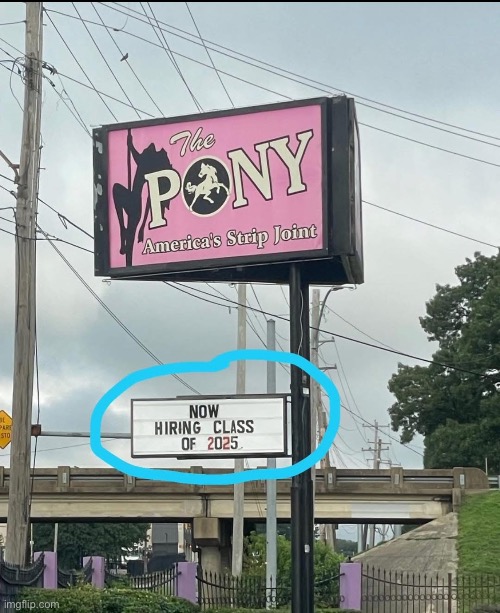 The
PONY
America's Strip Joint
NOW
HIRING CLASS
OF 2025
imgflip.com